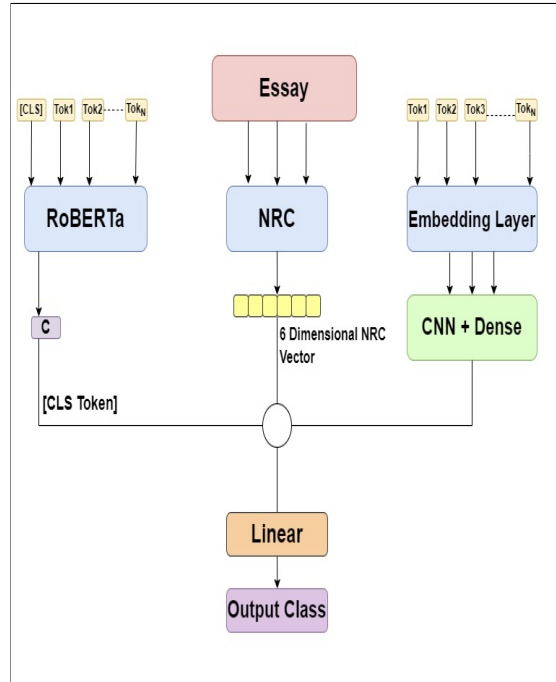 Essay
[CLS] Tok1 Tok2 TokN
Tok1 Tok2 Tok3 TokN
RoBERTa
NRC
Embedding Layer
C
6 Dimensional NRC
Vector
CNN + Dense
[CLS Token]
Linear
Output Class